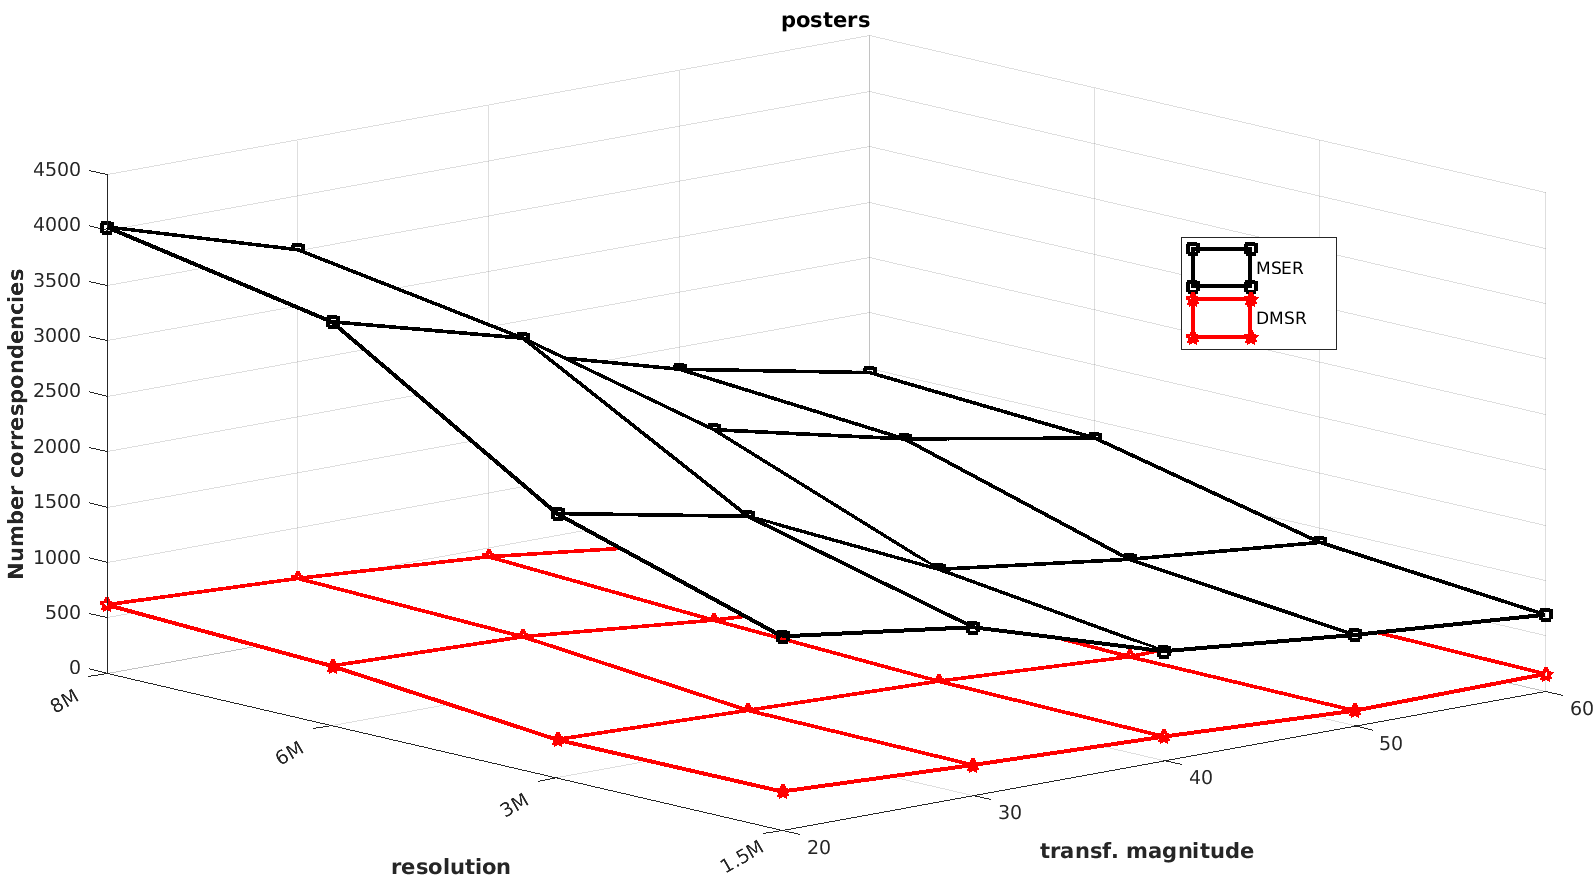 posters
4500
4000
3500
3000
2500
2000
1500
1000
500
0
Number correspondencies
8M
6M
3M
1.5M
resolution
20
30
40
50
60
transf. magnitude
MSER
DMSR